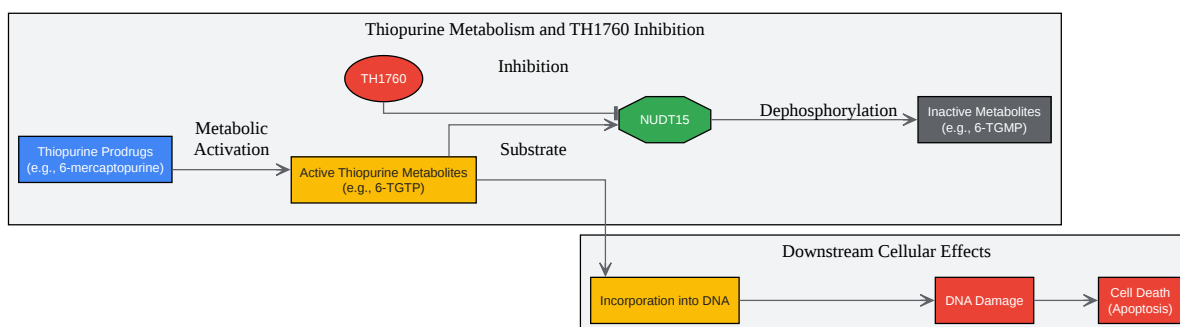 Thiopurine Metabolism and TH1760 Inhibition
TH1760
Inhibition
NUDT15
Dephosphorylation
Inactive Metabolites
(e.g., 6-TGMP)
Thiopurine Prodrugs
(e.g., 6-mercaptopurine)
Metabolic
Activation
Active Thiopurine Metabolites
(e.g., 6-TGTP)
Substrate
Downstream Cellular Effects
Incorporation into DNA
DNA Damage
Cell Death
(Apoptosis)